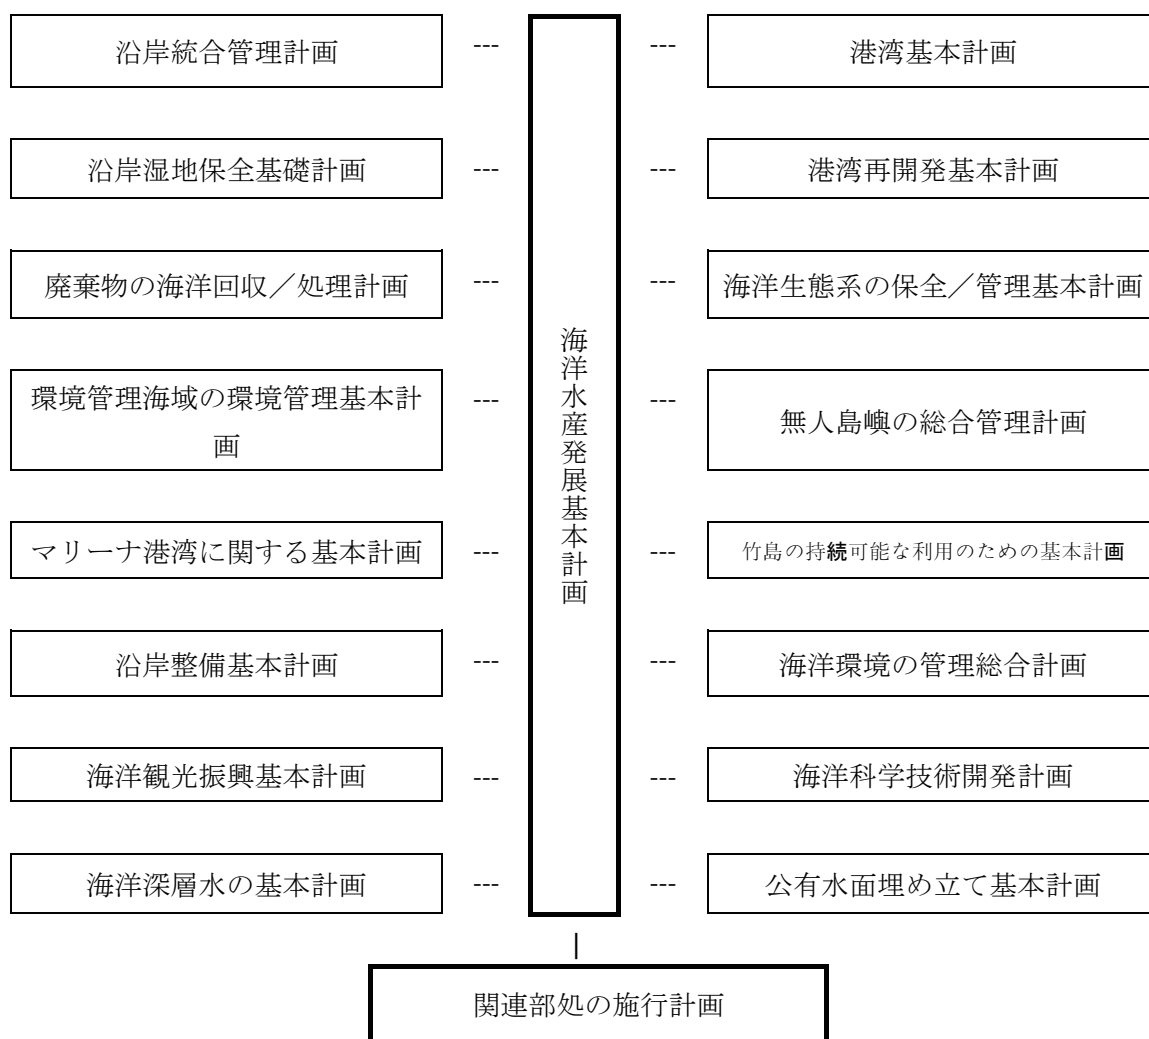 沿岸統合管理計画
---
---
港湾基本計画
沿岸湿地保全基礎計画
---
---
港湾再開発基本計画
廃棄物の海洋回収／処理計画
---
---
海洋生態系の保全／管理基本計画
環境管理海域の環境管理基本計
画
---
---
無人島嶼の総合管理計画
マリーナ港湾に関する基本計画
---
---
竹島の持続可能な利用のための基本計画
沿岸整備基本計画
---
---
海洋環境の管理総合計画
海洋観光振興基本計画
---
---
海洋科学技術開発計画
海洋深層水の基本計画
---
---
公有水面埋め立て基本計画
海洋水産発展基本計画
関連部処の施行計画